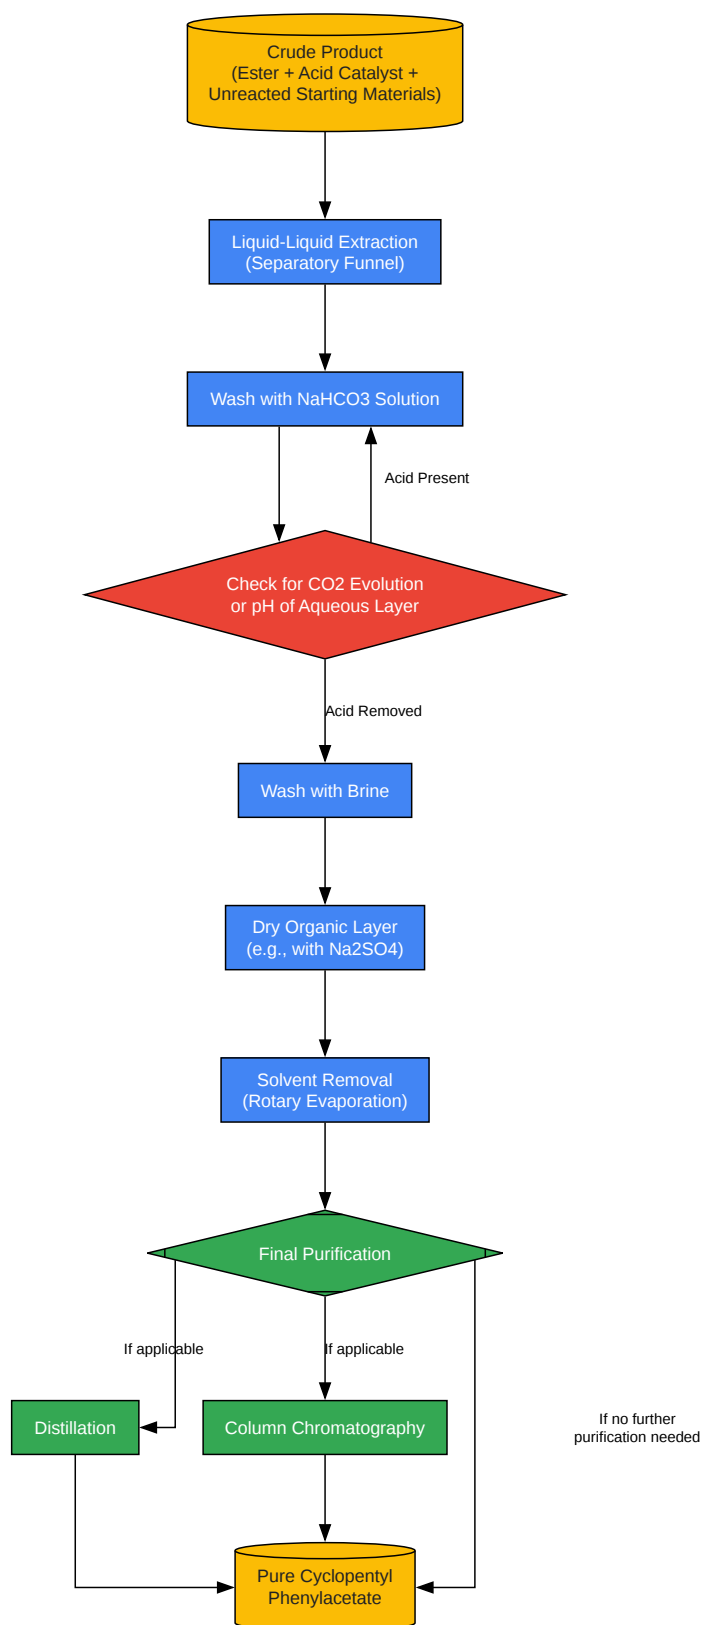 Crude Product
(Ester + Acid Catalyst +
Unreacted Starting Materials)
Liquid-Liquid Extraction
(Separatory Funnel)
Wash with NaHCO3 Solution
Acid Present
Check for CO2 Evolution
or pH of Aqueous Layer
Acid Removed
Wash with Brine
Dry Organic Layer
(e.g., with Na2SO4)
Solvent Removal
(Rotary Evaporation)
Final Purification
If applicable
If applicable
If no further
purification needed
Distillation
Column Chromatography
Pure Cyclopentyl
Phenylacetate